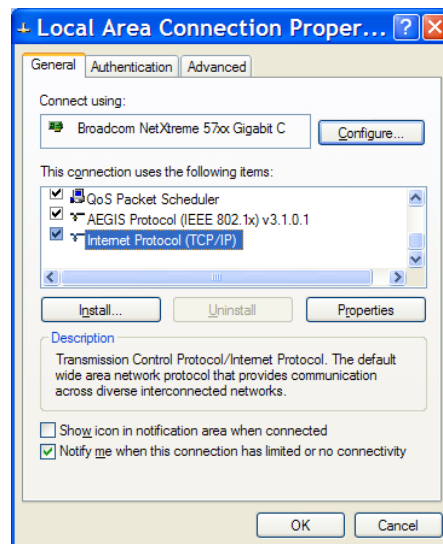 Local Area Connection Proper...
General
Authentication
Advanced
Connect using:
Broadcom NetXtreme 57xx Gigabit C
Configure...
This connection uses the following items:
QoS Packet Scheduler
AEGIS Protocol (IEEE 802.1x) v3.1.0.1
Internet Protocol (TCP/IP)
Install...
Uninstall
Properties
Description
Transmission Control Protocol/Internet Protocol. The default
wide area network protocol that provides communication
across diverse interconnected networks.
Show icon in notification area when connected
Notify me when this connection has limited or no connectivity
OK
Cancel